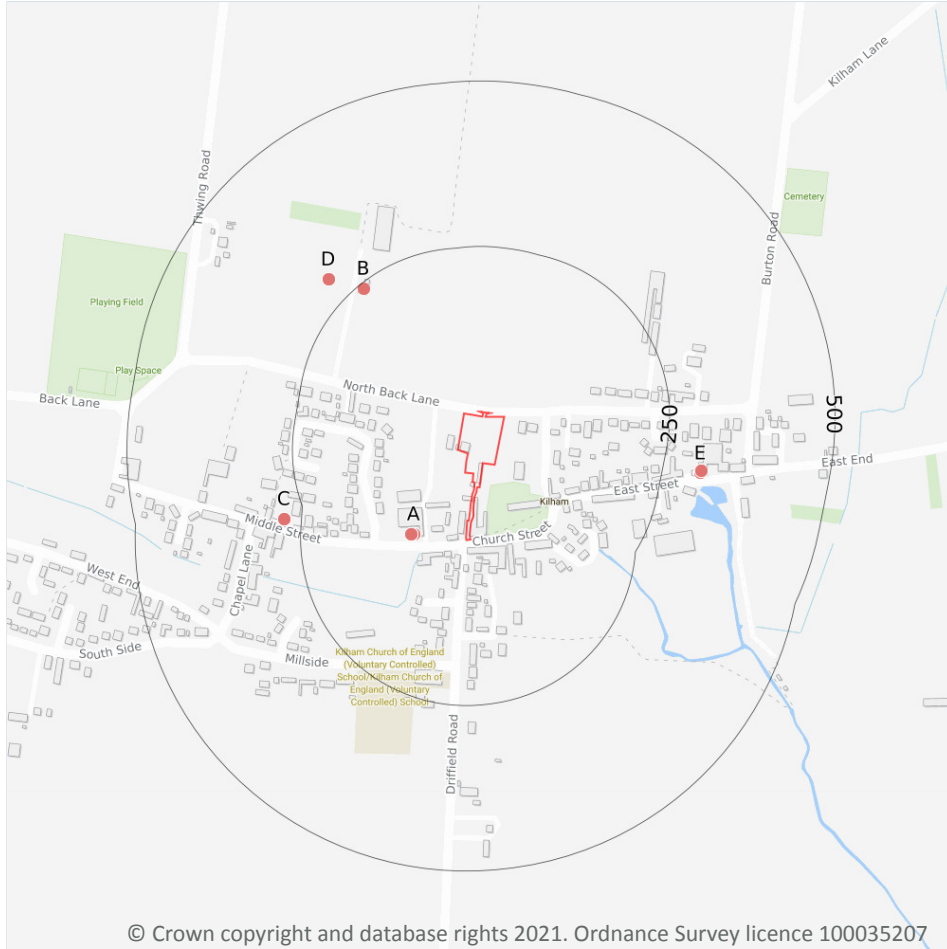 Kilham Lane
Thwing Road
Cemetery
Burton Road
D
B
Playing Field
Play Space
North Back Lane
Back Lane
250
500
E
East End
East Street
Kilham
C
A
Middle Street
Church Street
Chapel Lane
West End
South Side
Millside
Kilham Church of England
(Voluntary Controlled)
School/Kilham Church of
England (Voluntary
Controlled) School
Driffield Road
© Crown copyright and database rights 2021. Ordnance Survey licence 100035207